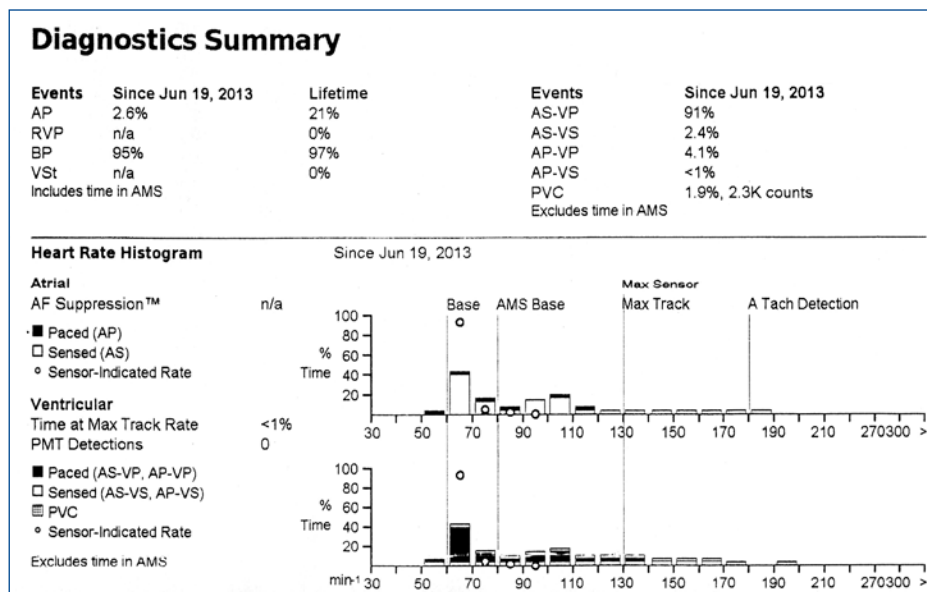 Diagnostics Summary
Events Since Jun 19, 2013 Lifetime
AP 2.6% 21%
RVP n/a 0%
BP 95% 97%
VSt n/a 0%
Includes time in AMS
Events Since Jun 19, 2013
AS-VP 91%
AS-VS 2.4%
AP-VP 4.1%
AP-VS <1%
PVC 1.9%, 2.3K counts
Excludes time in AMS
Heart Rate Histogram Since Jun 19, 2013
Atrial
AF Suppression™ n/a
Paced (AP)
Sensed (AS)
Sensor-Indicated Rate
Max Sensor
Base AMS Base Max Track A Tach Detection
100
80
% 60
Time 40
20
30 50 70 90 110 130 150 170 190 210 270 300 >
Ventricular
Time at Max Track Rate <1%
PMT Detections 0
Paced (AS-VP, AP-VP)
Sensed (AS-VS, AP-VS)
PVC
Sensor-Indicated Rate
Excludes time in AMS
100
80
% 60
Time 40
20
min-1 30 50 70 90 110 130 150 170 190 210 270 300 >